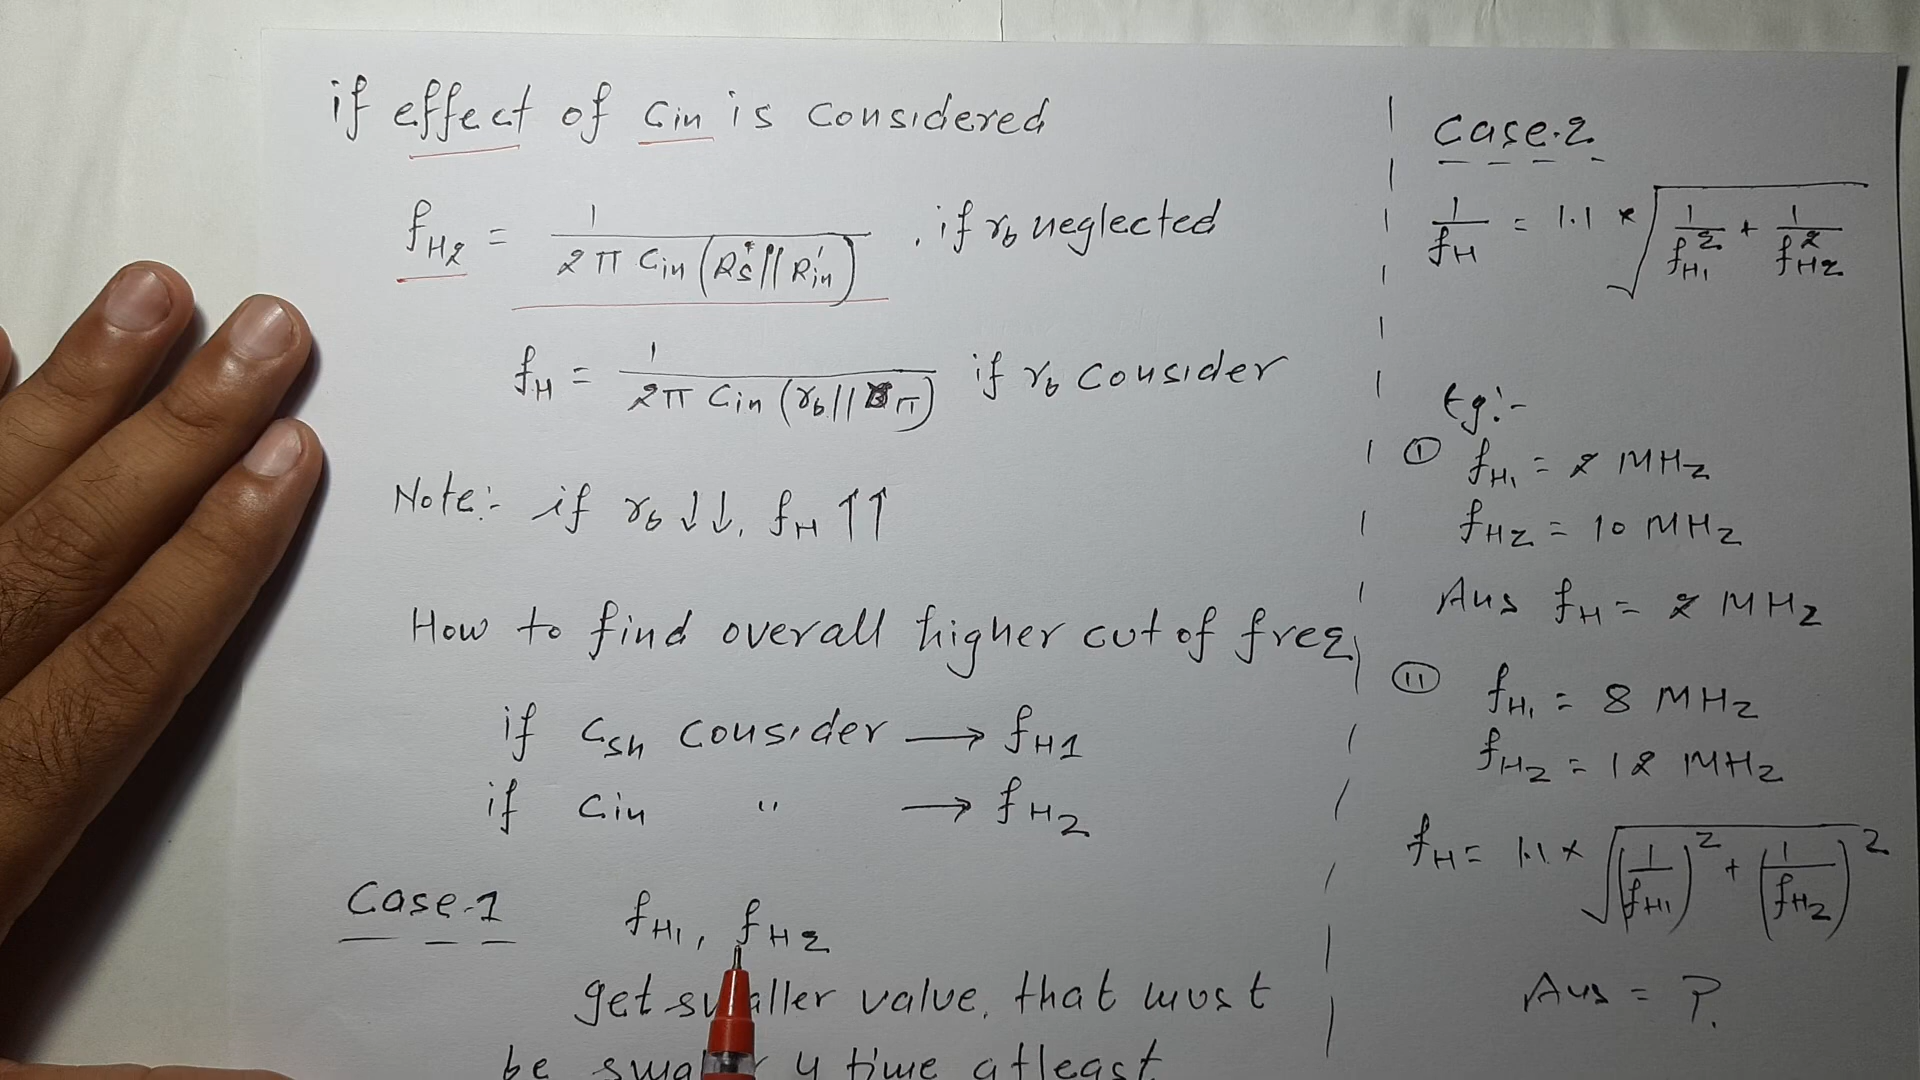 if effect of Cin is considered
fH2 = 1 / 2π Cin (Rs || R'in) , if rb neglected
fH = 1 / 2π Cin (rb || π) if rb consider
Note:- if rb ↓↓, fH ↑↑
How to find overall higher cut of freq
if Csh consider → fH1
if Cin " → fH2
Case-1 fH1, fH2
get smaller value, that must
be 4 time atleast
Case-2
1/fH = 1.1 × √(1/fH1² + 1/fH2²)
Eg:-
(I) fH1 = 2 MHz
fH2 = 10 MHz
Ans fH = 2 MHz
(II) fH1 = 8 MHz
fH2 = 12 MHz
fH = 1.1 × √((1/fH1)² + (1/fH2)²)
Ans = ?